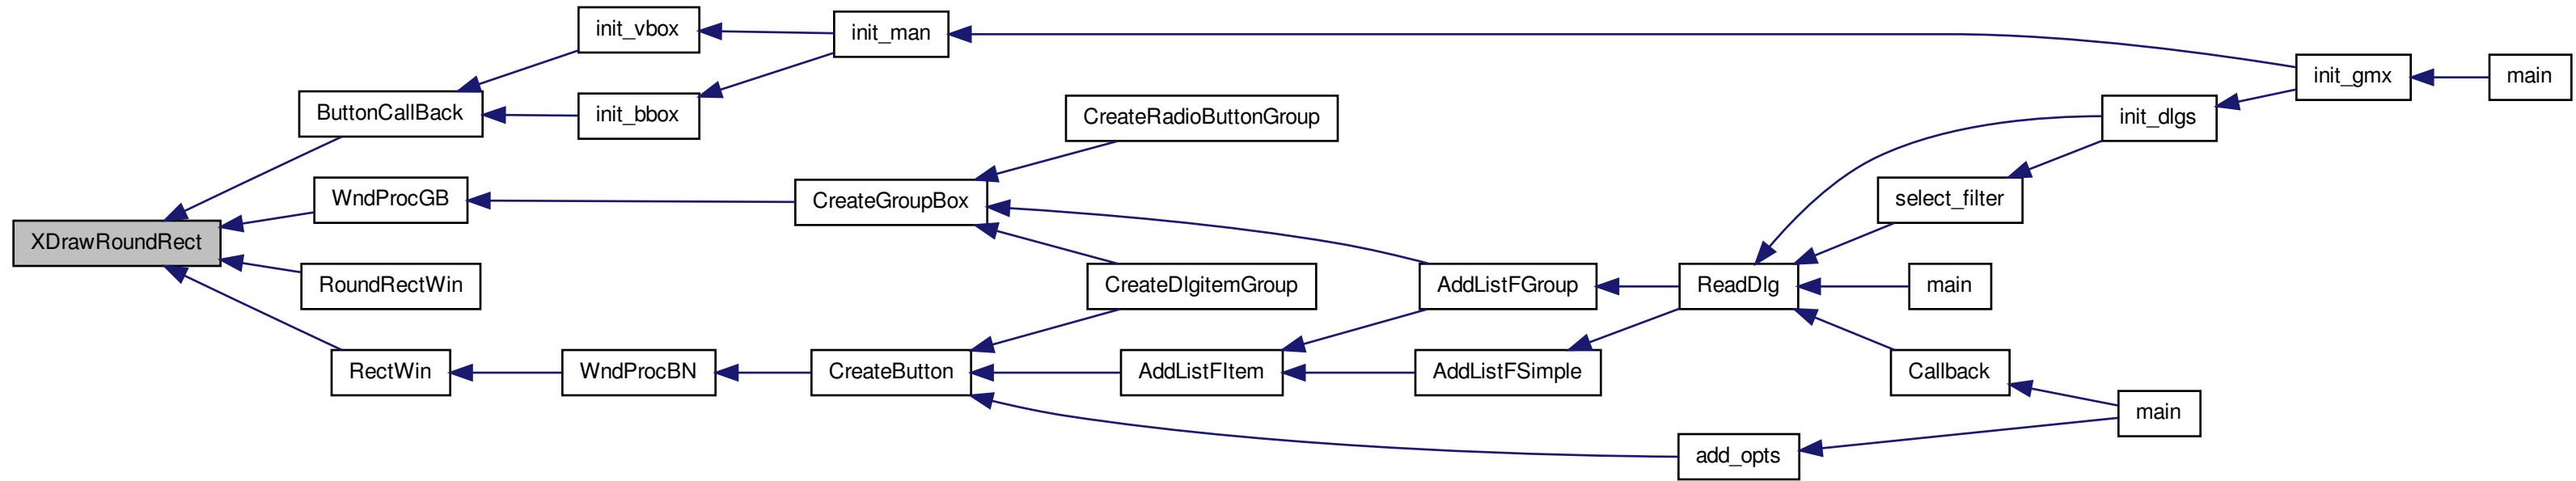 init_vbox
init_man
init_gmx
main
ButtonCallBack
init_bbox
CreateRadioButtonGroup
init_dlgs
WndProcGB
CreateGroupBox
select_filter
XDrawRoundRect
RoundRectWin
CreateDlgitemGroup
AddListFGroup
ReadDlg
main
RectWin
WndProcBN
CreateButton
AddListFItem
AddListFSimple
Callback
main
add_opts